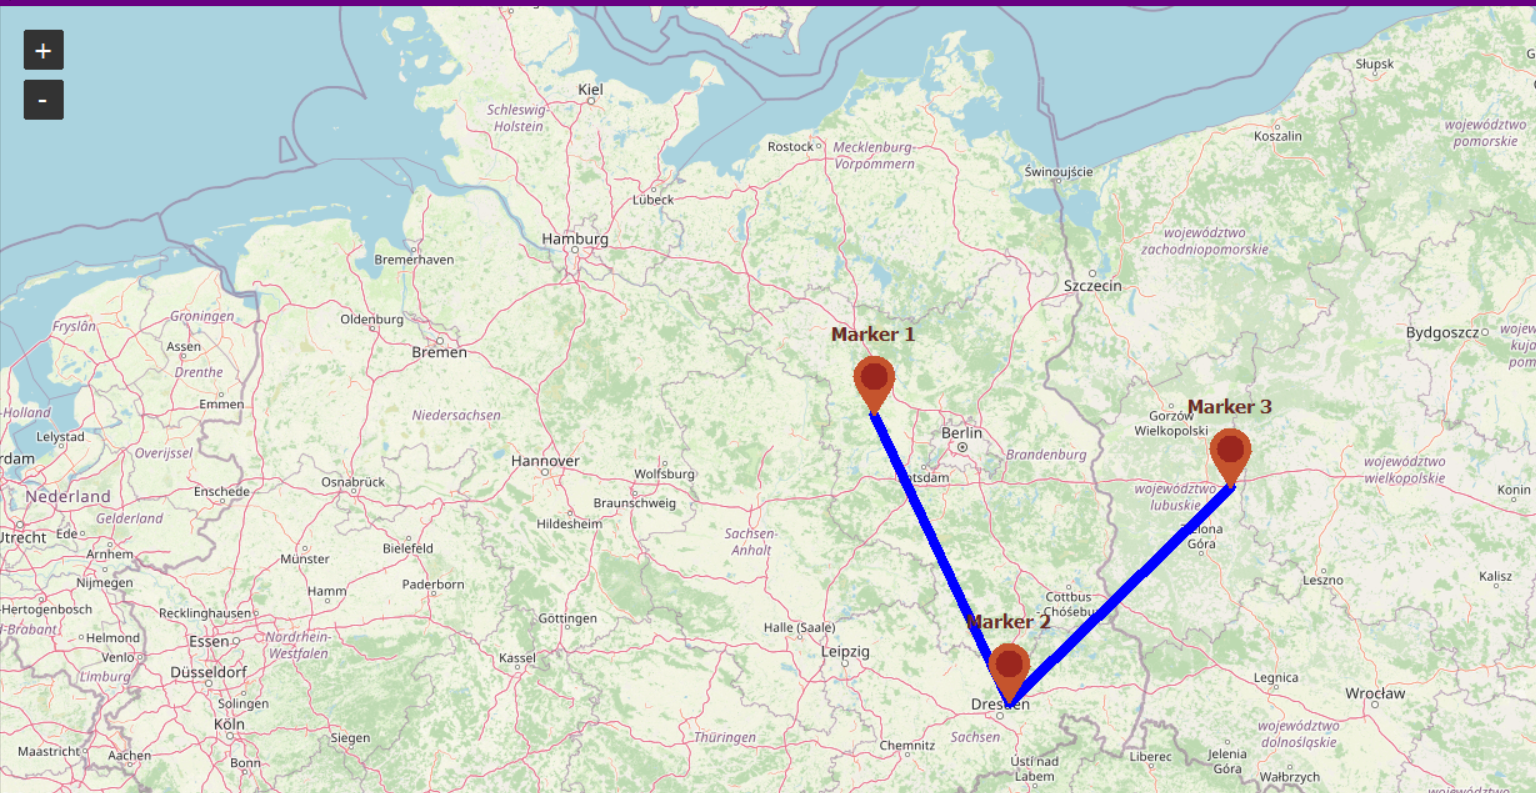 +
-
Słupsk
Kiel
Schleswig-
Holstein
Koszalin
województwo
pomorskie
Rostock
Mecklenburg-
Vorpommern
Świnoujście
Lübeck
województwo
zachodniopomorskie
Hamburg
Bremerhaven
Szczecin
Groningen
Fryslân
Oldenburg
Bydgoszcz
Marker 1
Assen
Bremen
Drenthe
Emmen
Niedersachsen
Marker 3
Gorzów
Wielkopolski
Berlin
-Holland
Lelystad
Overijssel
Brandenburg
rdam
Hannover
województwo
wielkopolskie
Wolfsburg
tsdam
Osnabrück
Enschede
Nederland
Braunschweig
województwo
lubuskie
Konin
Gelderland
Hildesheim
Utrecht
Ede
Sachsen-
Anhalt
Zielona
Góra
Arnhem
Münster
Bielefeld
Nijmegen
Hamm
Paderborn
Leszno
Kalisz
Cottbus
- Chóśebu
-Hertogenbosch
Recklinghausen
Göttingen
Halle (Saale)
Marker 2
-Brabant
Helmond
Essen
Nordrhein-
Westfalen
Venlo
Kassel
Leipzig
Limburg
Düsseldorf
Legnica
Wrocław
Solingen
Dresden
Köln
Siegen
Thüringen
Chemnitz
Sachsen
województwo
dolnośląskie
Maastricht
Aachen
Bonn
Ústí nad
Labem
Liberec
Jelenia
Góra
Wałbrzych
województwo